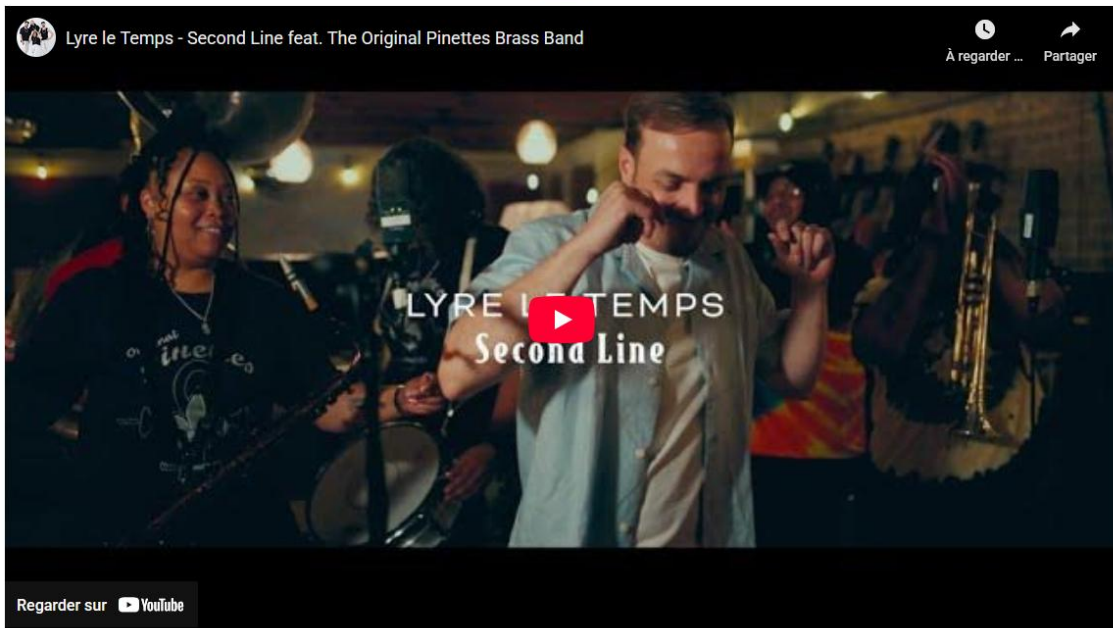 Lyre le Temps - Second Line feat. The Original Pinettes Brass Band
À regarder ...
Partager
LYRE LE TEMPS
Second Line
Regarder sur YouTube